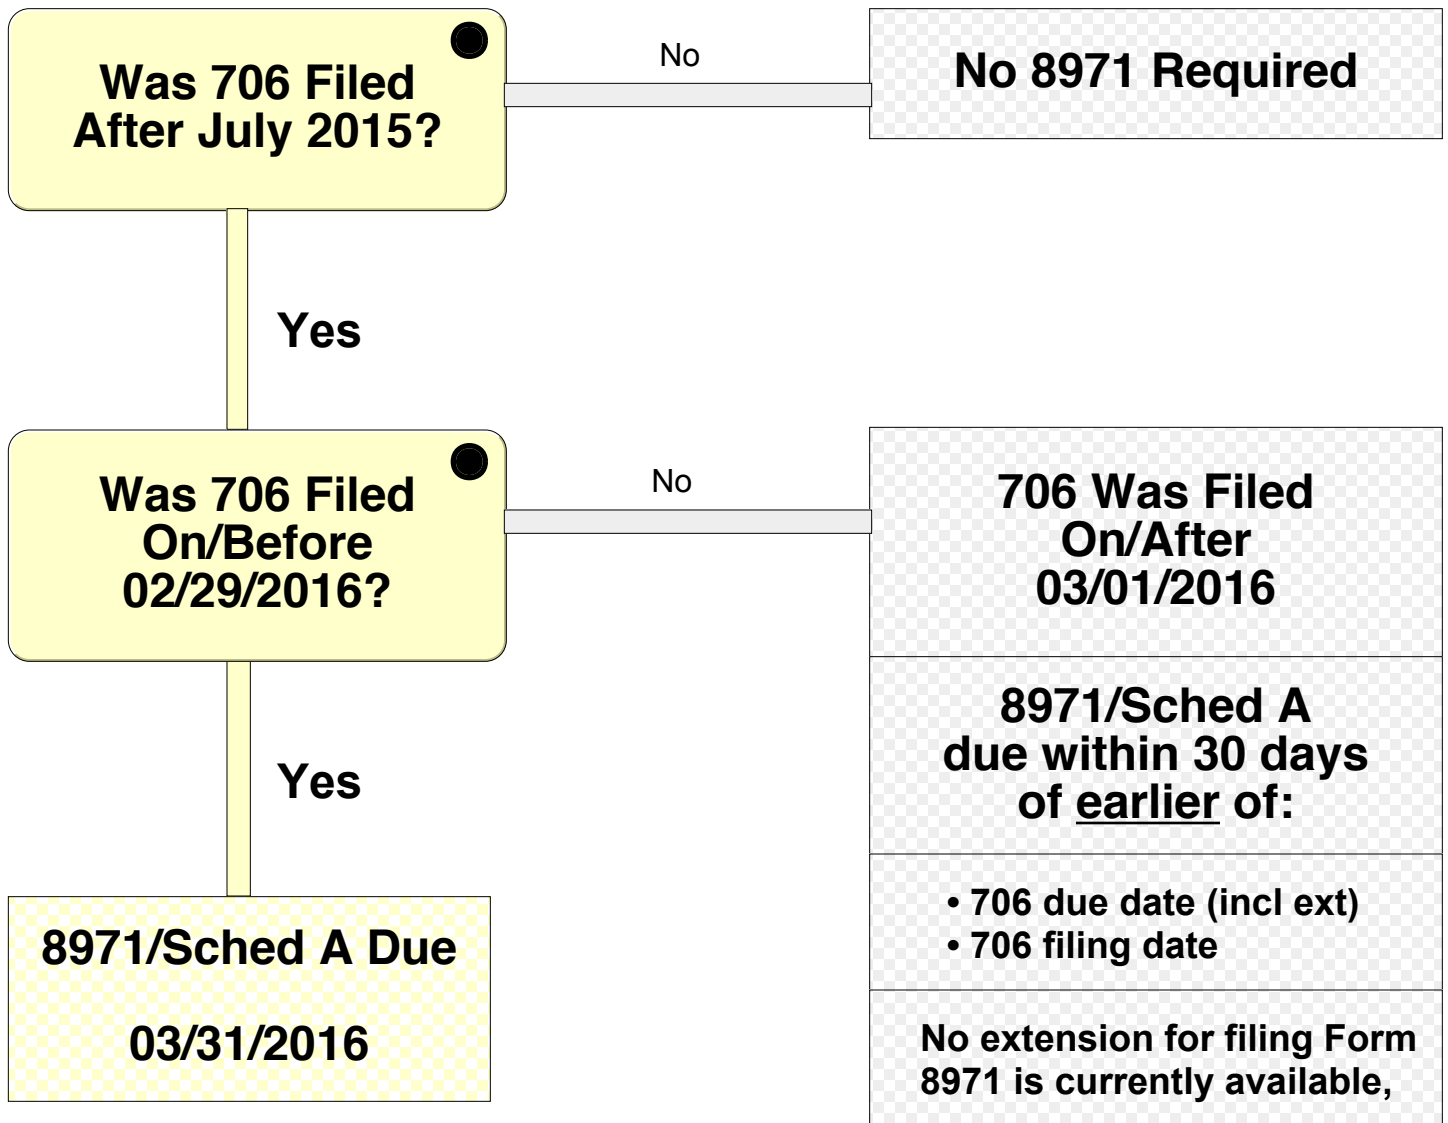 Was 706 Filed
After July 2015?
No
No 8971 Required
Yes
Was 706 Filed
On/Before
02/29/2016?
No
706 Was Filed
On/After
03/01/2016
8971/Sched A
due within 30 days
of earlier of:
• 706 due date (incl ext)
• 706 filing date
No extension for filing Form
8971 is currently available,
Yes
8971/Sched A Due
03/31/2016